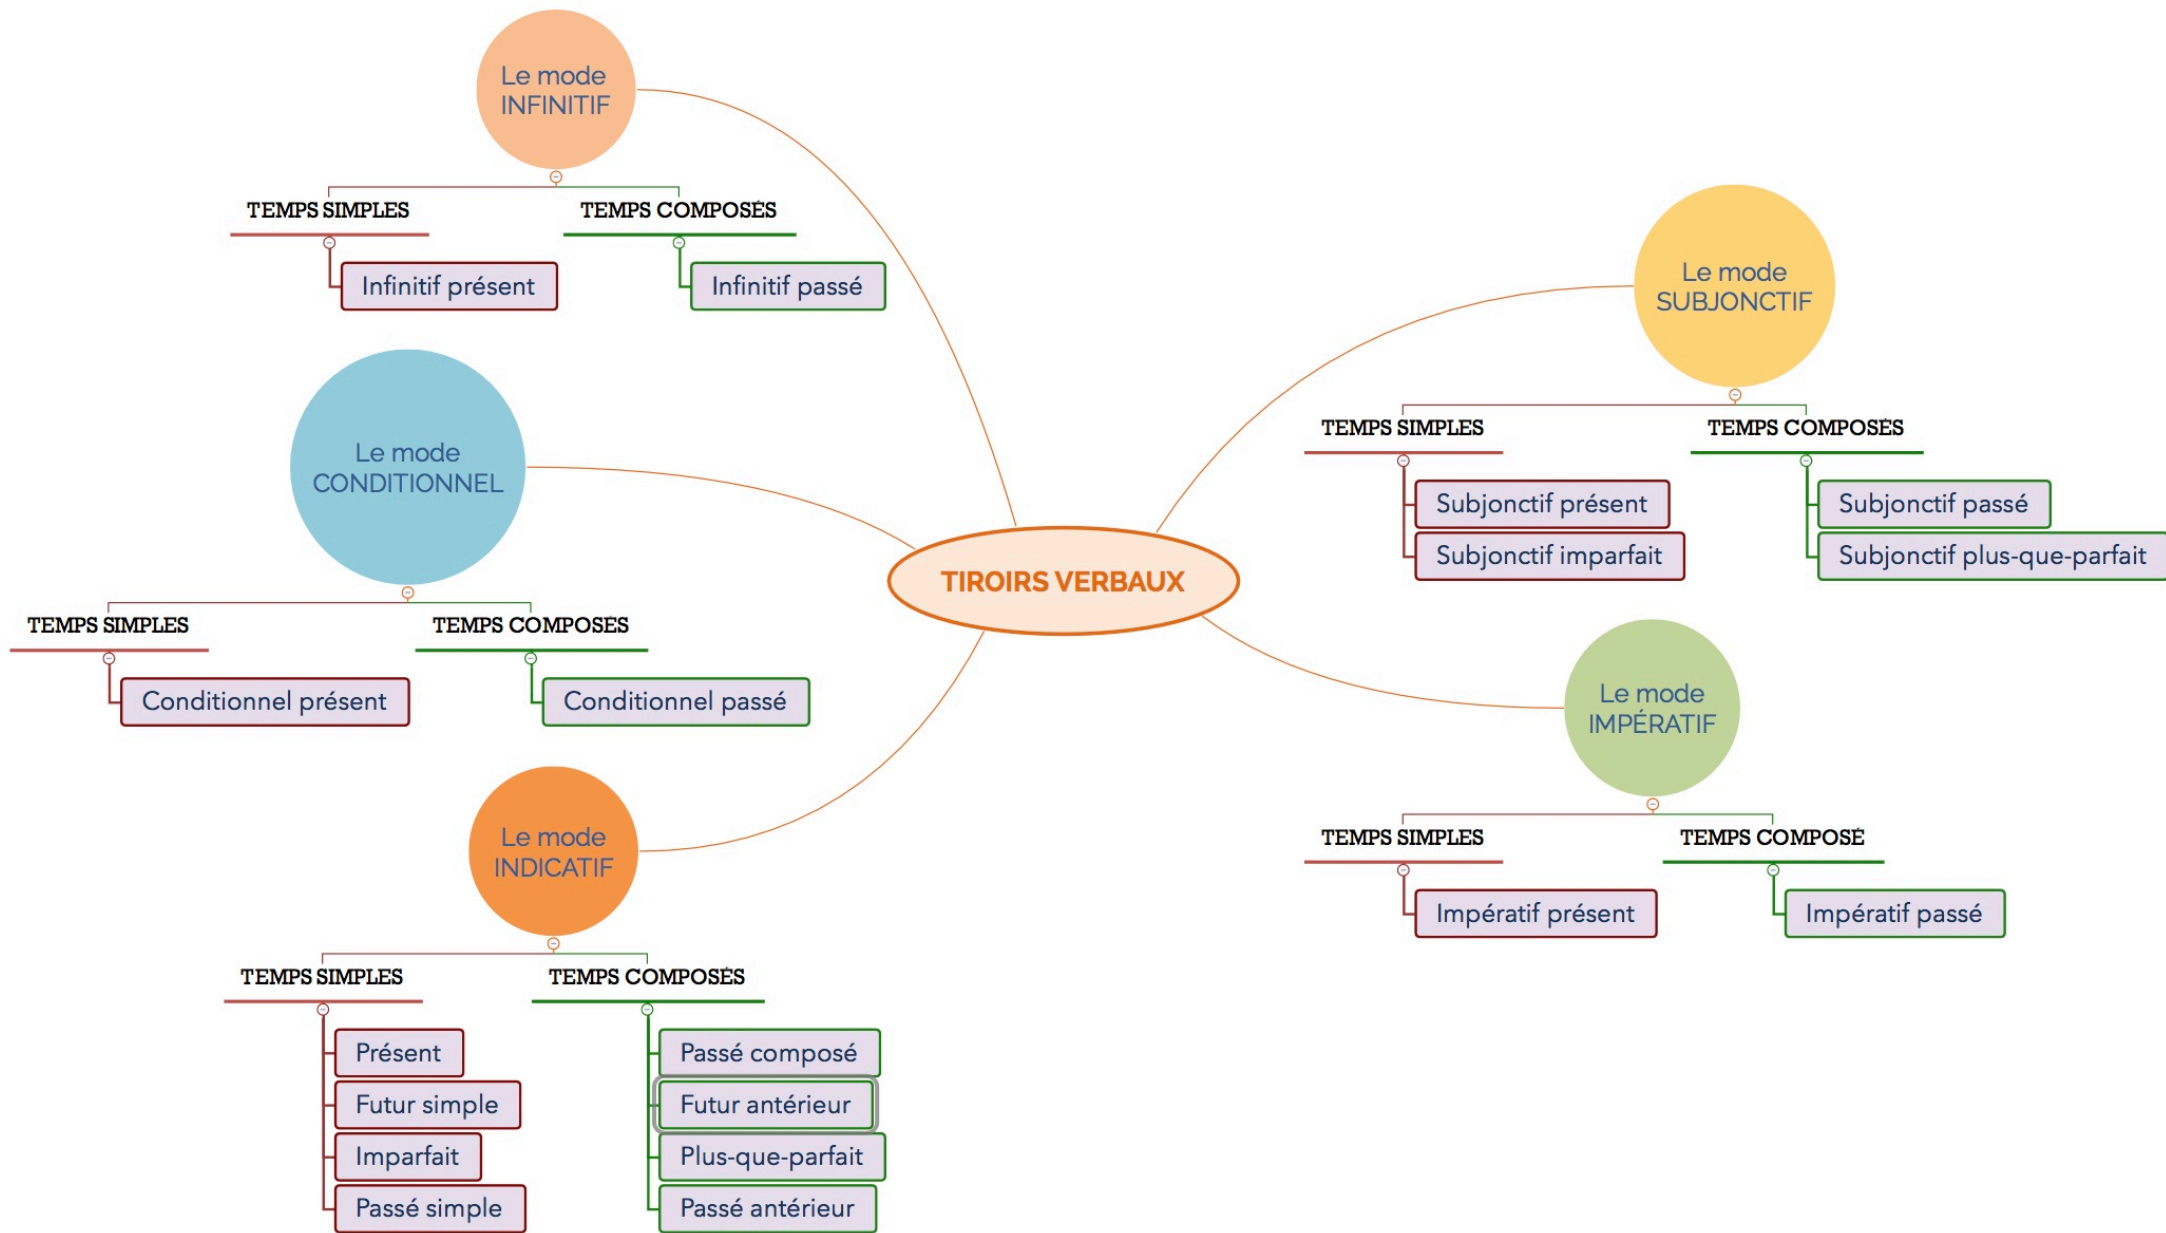 Le mode
INFINITIF
TEMPS SIMPLES
TEMPS COMPOSÉS
Infinitif présent
Infinitif passé
Le mode
CONDITIONNEL
TEMPS SIMPLES
TEMPS COMPOSÉS
Conditionnel présent
Conditionnel passé
Le mode
INDICATIF
TEMPS SIMPLES
TEMPS COMPOSÉS
Présent
Futur simple
Imparfait
Passé simple
Passé composé
Futur antérieur
Plus-que-parfait
Passé antérieur
TIROIRS VERBAUX
Le mode
SUBJONCTIF
TEMPS SIMPLES
TEMPS COMPOSÉS
Subjonctif présent
Subjonctif imparfait
Subjonctif passé
Subjonctif plus-que-parfait
Le mode
IMPÉRATIF
TEMPS SIMPLES
TEMPS COMPOSÉ
Impératif présent
Impératif passé